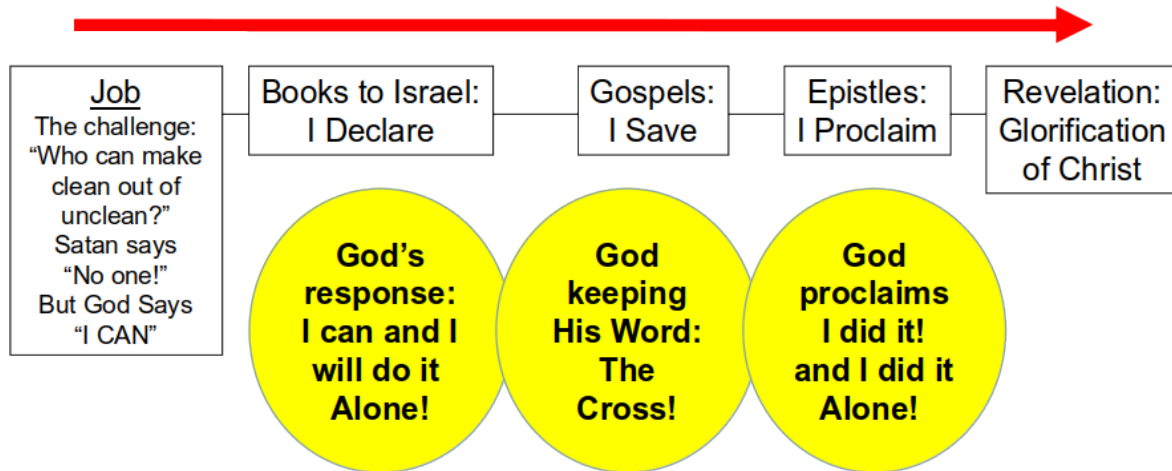 Job
The challenge:
“Who can make
clean out of
unclean?”
Satan says
“No one!”
But God Says
“I CAN”
Books to Israel:
I Declare
Gospels:
I Save
Epistles:
I Proclaim
Revelation:
Glorification
of Christ
God’s
response:
I can and I
will do it
Alone!
God
keeping
His Word:
The
Cross!
God
proclaims
I did it!
and I did it
Alone!